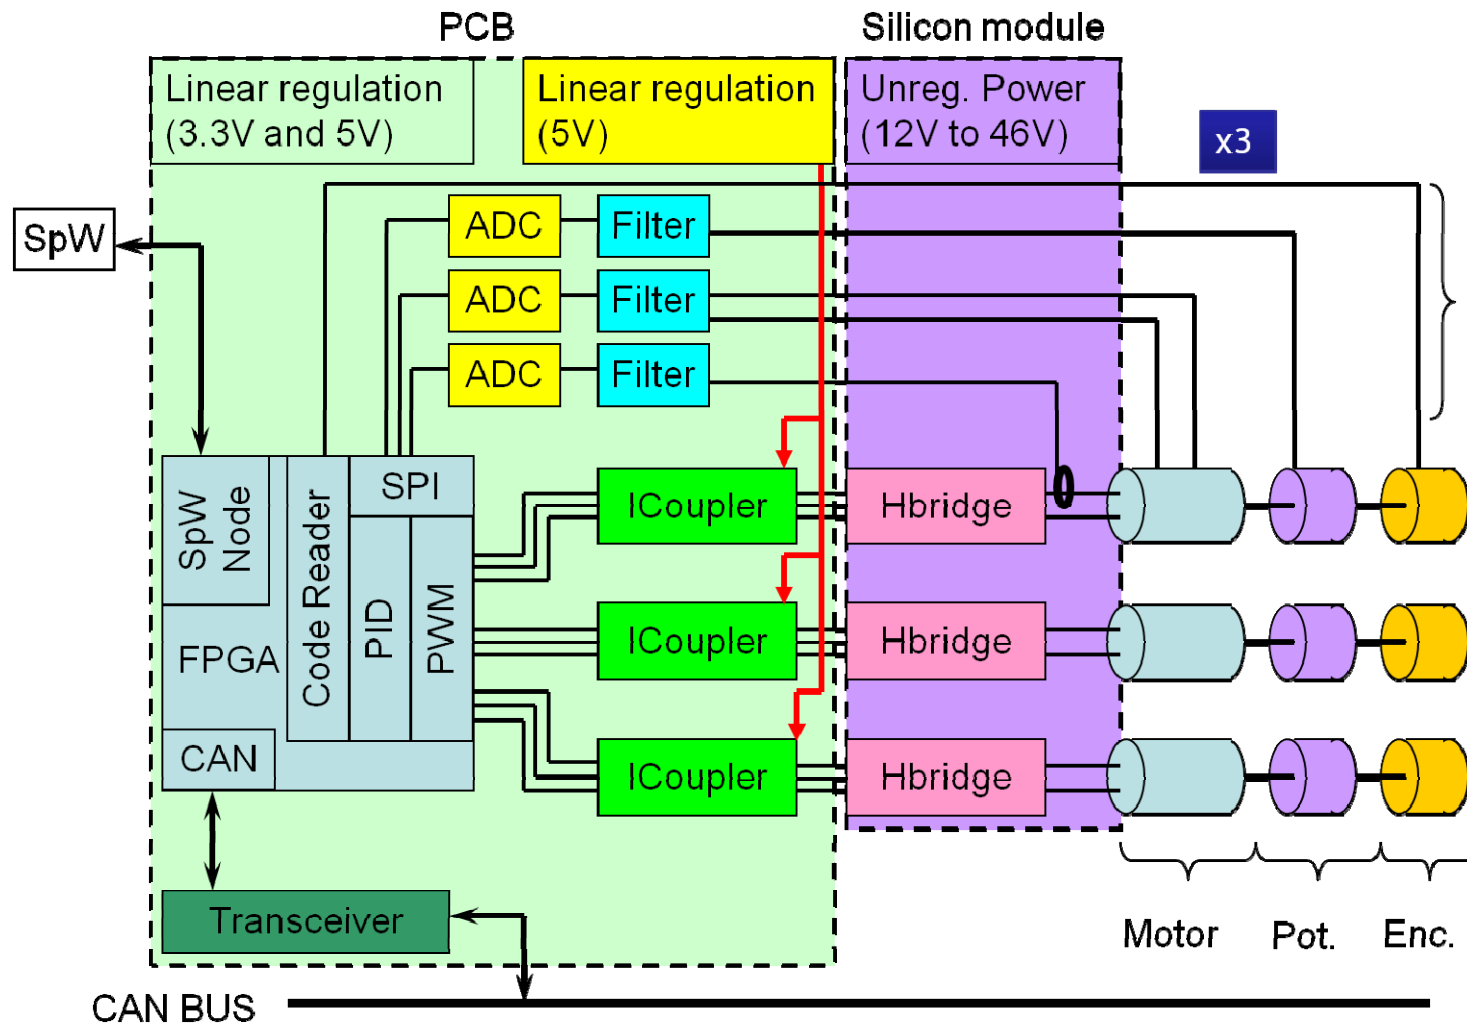 PCB
Silicon module
Linear regulation
(3.3V and 5V)
Linear regulation
(5V)
Unreg. Power
(12V to 46V)
x3
SpW
ADC
Filter
ADC
Filter
ADC
Filter
SpW
Node
Code Reader
SPI
PID
PWM
FPGA
CAN
ICoupler
Hbridge
ICoupler
Hbridge
ICoupler
Hbridge
Transceiver
Motor
Pot.
Enc.
CAN BUS